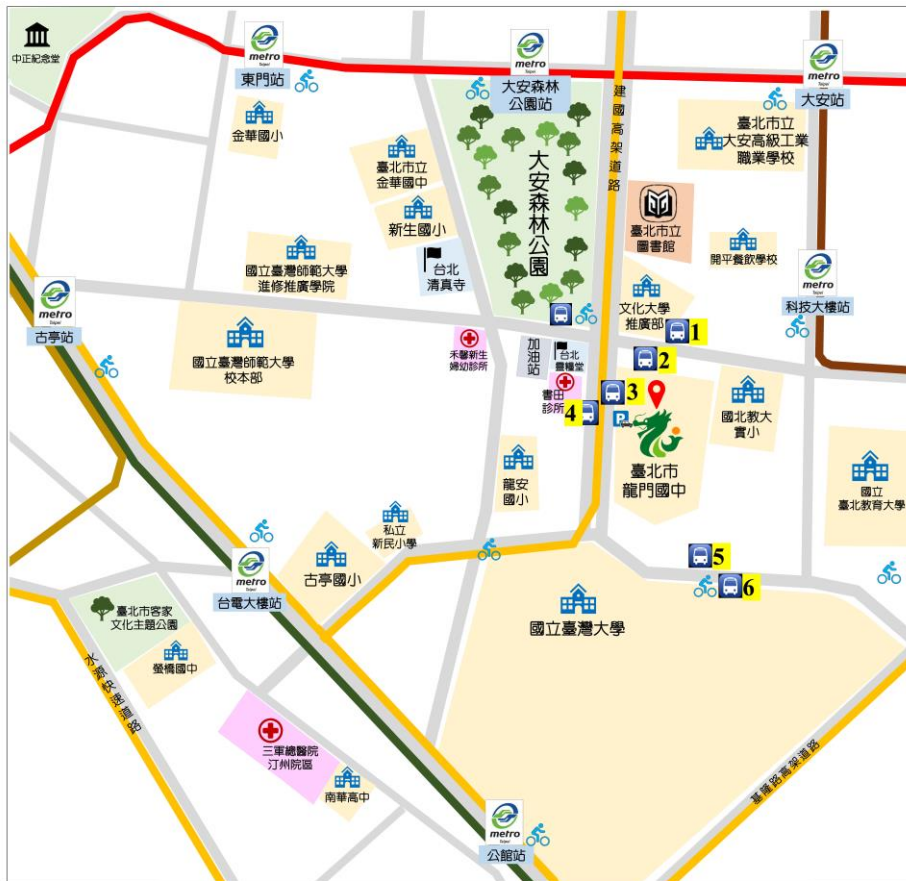 中正紀念堂
metro
Taipei
東門站
metro
Taipei
大安森林
公園站
metro
Taipei
大安站
建國高架道路
金華國小
臺北市立
金華國中
新生國小
台北
清真寺
國立臺灣師範大學
進修推廣學院
大安森林公園
臺北市立
大安高級工業
職業學校
臺北市立
圖書館
開平餐飲學校
metro
Taipei
科技大樓站
metro
Taipei
古亭站
國立臺灣師範大學
校本部
禾馨新生
婦幼診所
加油站
台北
靈糧堂
書田
診所
文化大學
推廣部
1
2
3
4
P
臺北市
龍門國中
國北教大
實小
國立
臺北教育大學
龍安
國小
私立
新民小學
古亭國小
metro
Taipei
台電大樓站
5
6
國立臺灣大學
臺北市客家
文化主題公園
螢橋國中
水源快速道路
三軍總醫院
汀州院區
南華高中
metro
Taipei
公館站
基隆路高架道路